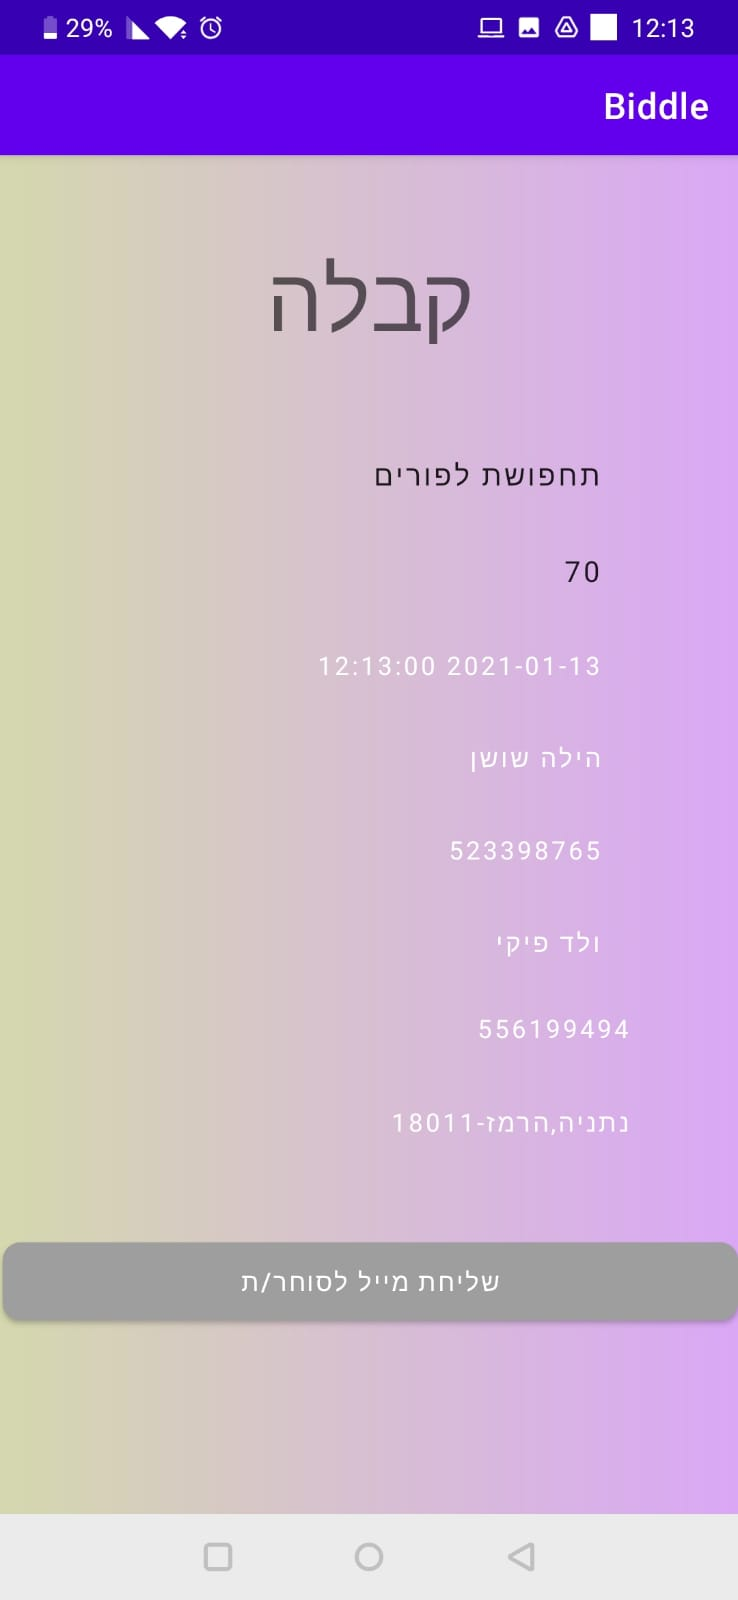 29% 12:13
Biddle
קבלה
תחפושת לפורים
70
12:13:00 2021-01-13
הילה שושן
523398765
ולד פיקי
556199494
נתניה,הרמז-18011
שליחת מייל לסוחר/ת